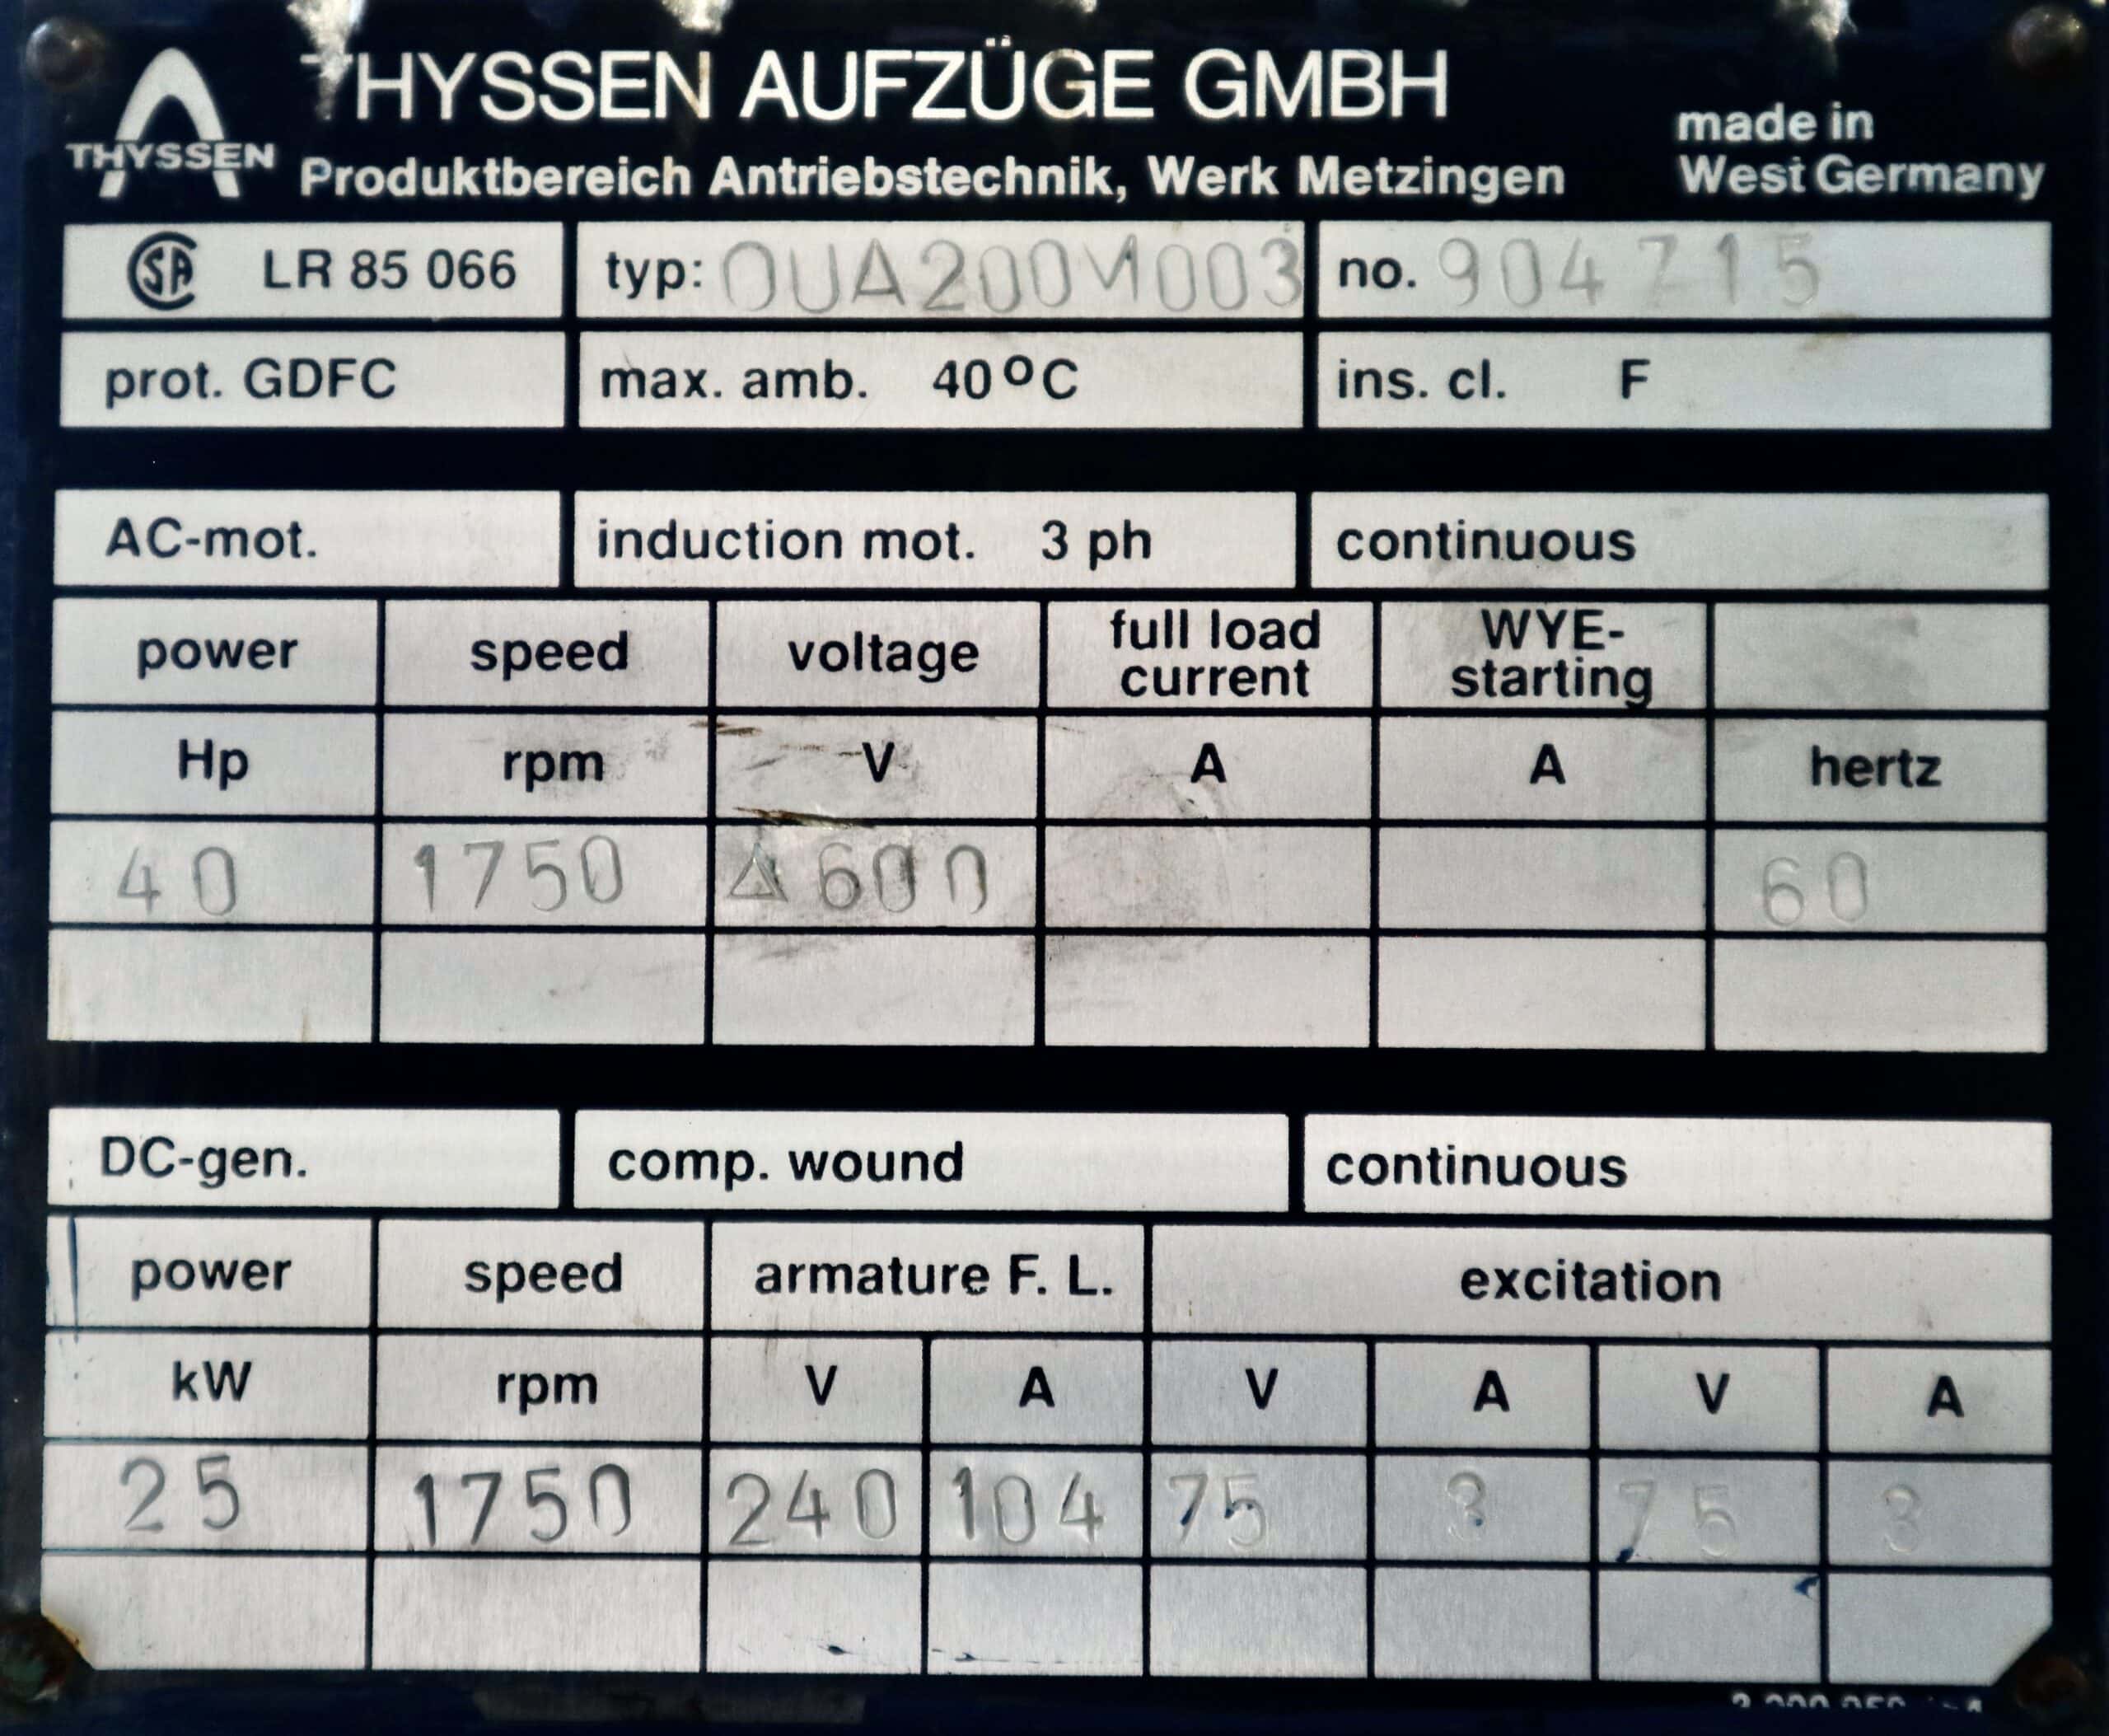 THYSSEN AUFZÜGE GMBH
THYSSEN
Produktbereich Antriebstechnik, Werk Metzingen
made in
West Germany
SA LR 85 066 typ: OUA200M003 no. 904715
prot. GDFC max. amb. 40°C ins. cl. F
AC-mot. induction mot. 3 ph continuous
power speed voltage full load current WYE-starting
Hp rpm V A A hertz
40 1750 Δ600 60
DC-gen. comp. wound continuous
power speed armature F. L. excitation
kW rpm V A V A V A
25 1750 240 104 75 3 75 3